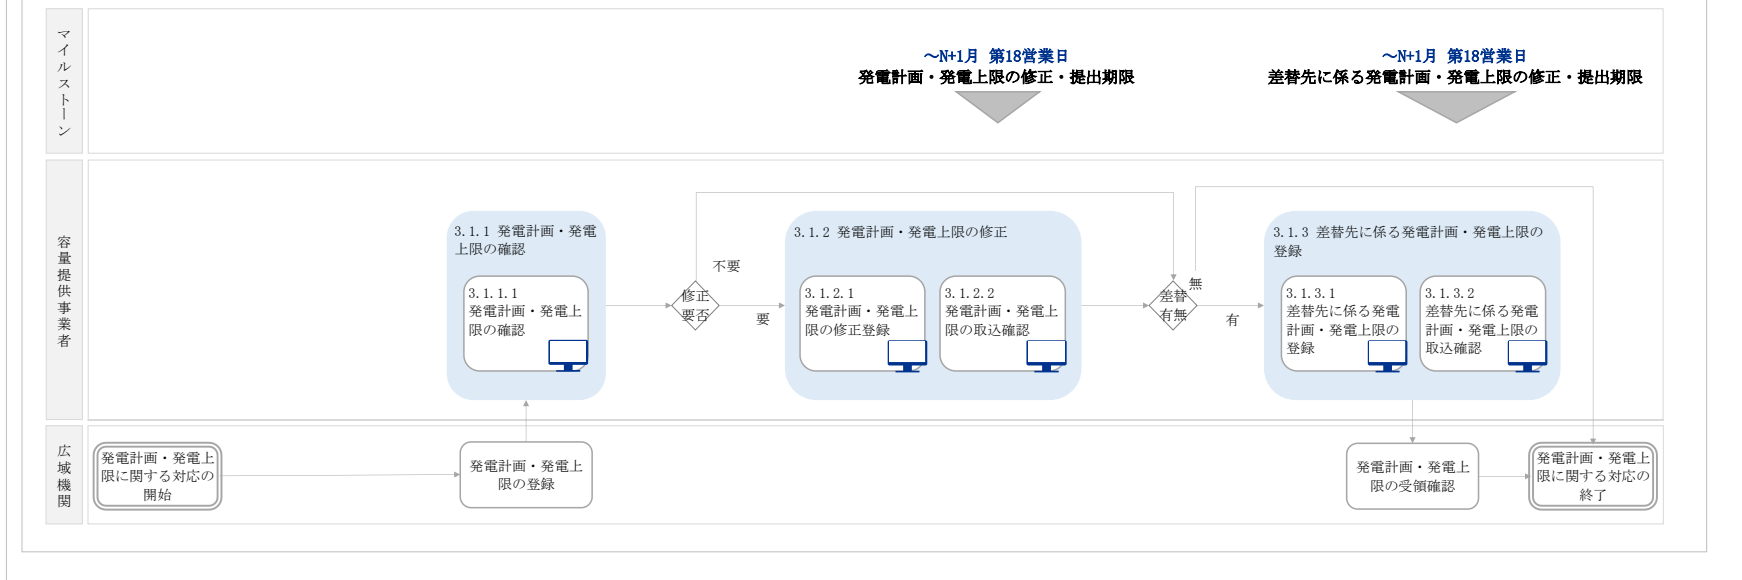 マイルストーン
～N+1月 第18営業日
発電計画・発電上限の修正・提出期限
～N+1月 第18営業日
差替先に係る発電計画・発電上限の修正・提出期限
容量提供事業者
3.1.1 発電計画・発電
上限の確認
3.1.1.1
発電計画・発電上
限の確認
修正
要否
不要
要
3.1.2 発電計画・発電上限の修正
3.1.2.1
発電計画・発電上
限の修正登録
3.1.2.2
発電計画・発電上
限の取込確認
差替
有無
無
有
3.1.3 差替先に係る発電計画・発電上限の
登録
3.1.3.1
差替先に係る発電
計画・発電上限の
登録
3.1.3.2
差替先に係る発電
計画・発電上限の
取込確認
広域機関
発電計画・発電上
限に関する対応の
開始
発電計画・発電上
限の登録
発電計画・発電上
限の受領確認
発電計画・発電上
限に関する対応の
終了